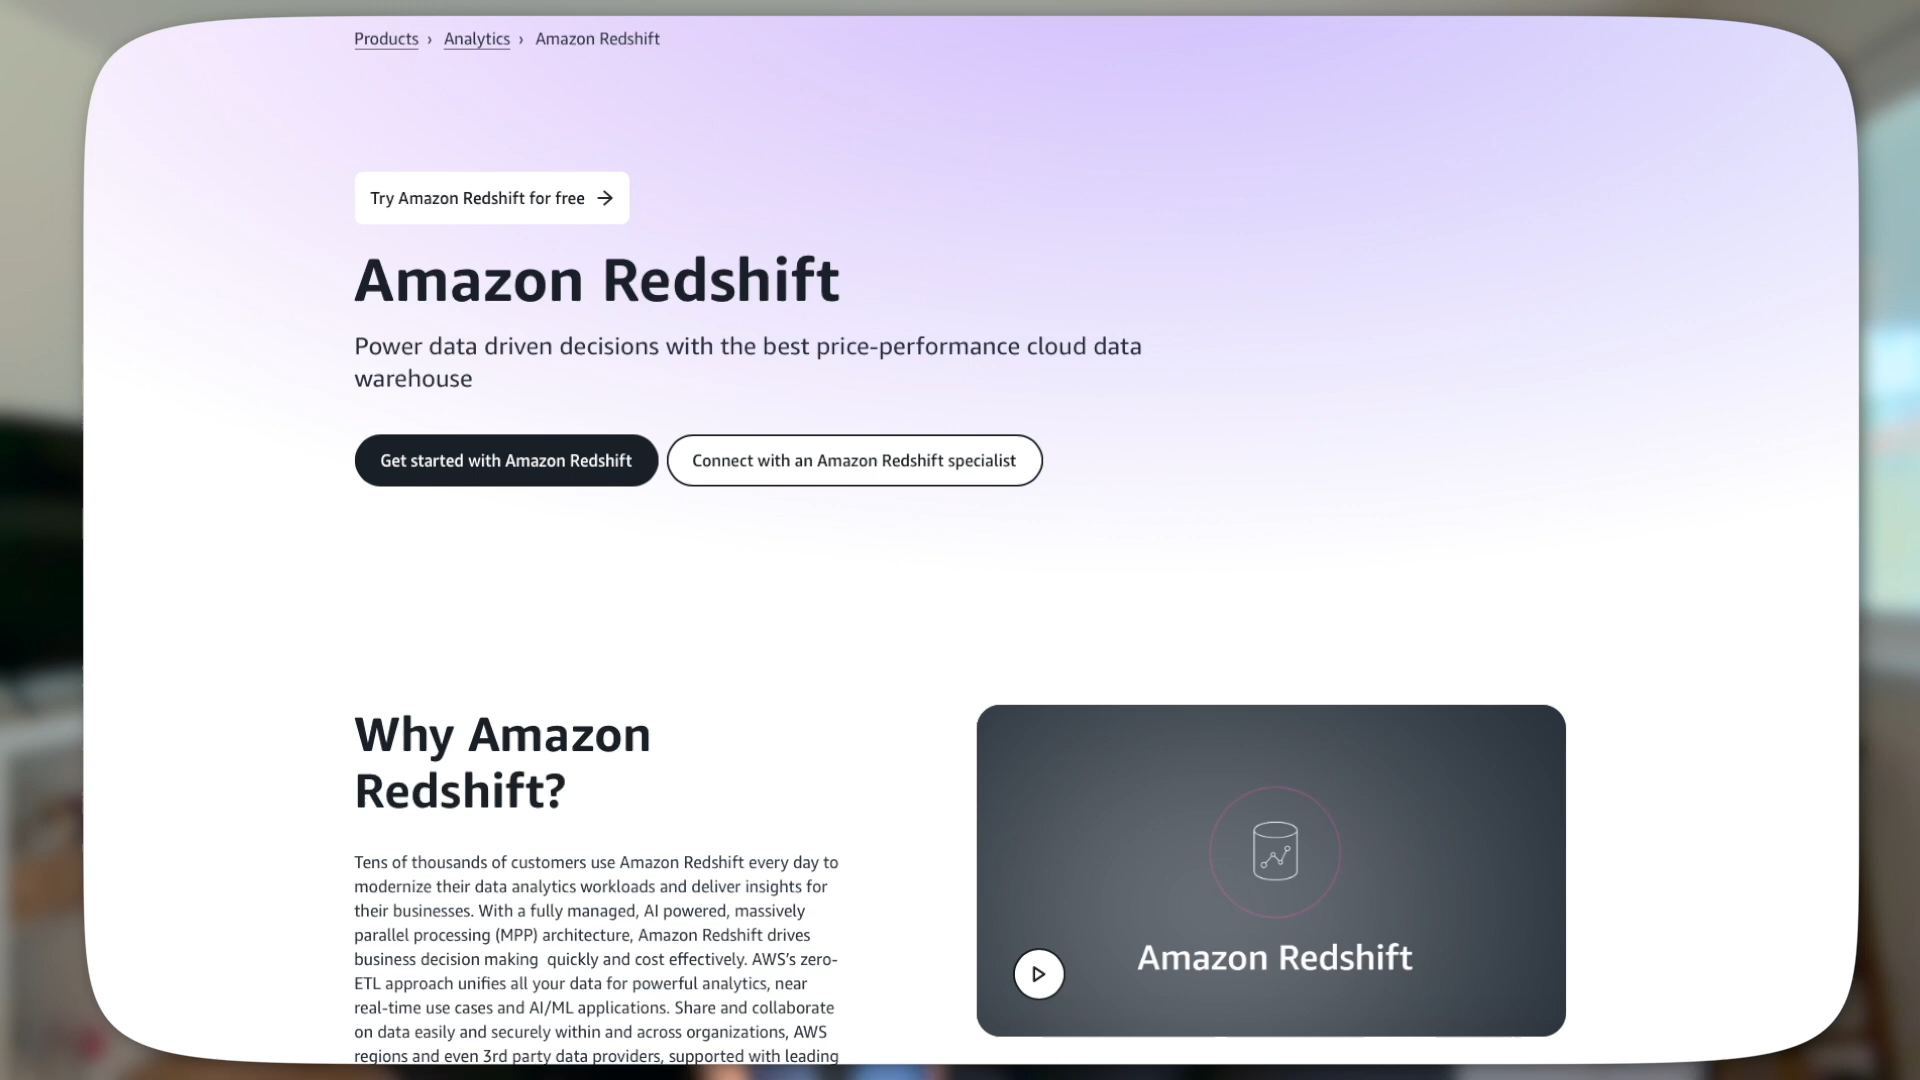 Products › Analytics › Amazon Redshift
Try Amazon Redshift for free →
Amazon Redshift
Power data driven decisions with the best price-performance cloud data
warehouse
Get started with Amazon Redshift
Connect with an Amazon Redshift specialist
Why Amazon
Redshift?
Tens of thousands of customers use Amazon Redshift every day to
modernize their data analytics workloads and deliver insights for
their businesses. With a fully managed, AI powered, massively
parallel processing (MPP) architecture, Amazon Redshift drives
business decision making  quickly and cost effectively. AWS’s zero-
ETL approach unifies all your data for powerful analytics, near
real-time use cases and AI/ML applications. Share and collaborate
on data easily and securely within and across organizations, AWS
regions and even 3rd party data providers, supported with leading
Amazon Redshift